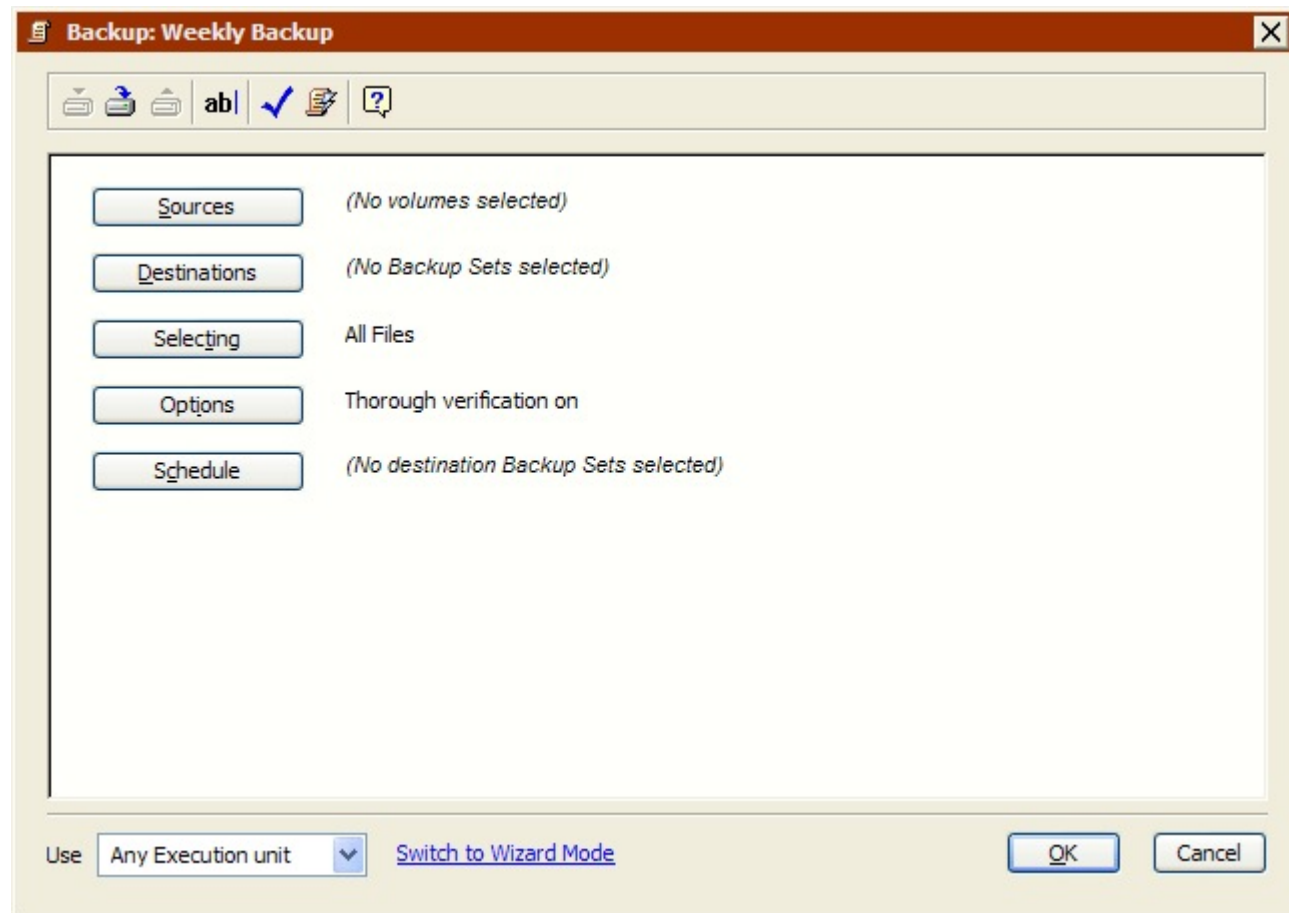 Backup: Weekly Backup
ab|
Sources (No volumes selected)
Destinations (No Backup Sets selected)
Selecting All Files
Options Thorough verification on
Schedule (No destination Backup Sets selected)
Use Any Execution unit Switch to Wizard Mode OK Cancel